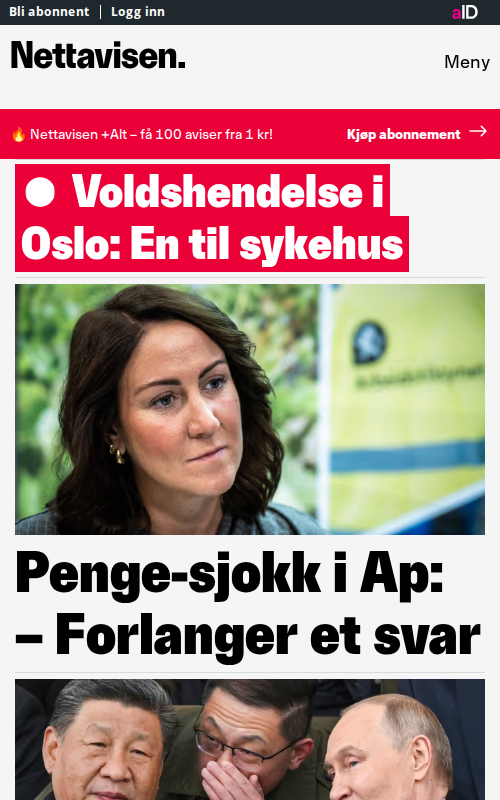 Bli abonnent
Logg inn
aID
Nettavisen.
Meny
🔥 Nettavisen +Alt – få 100 aviser fra 1 kr!
Kjøp abonnement →
Voldshendelse i
Oslo: En til sykehus
Penge-sjokk i Ap:
– Forlanger et svar